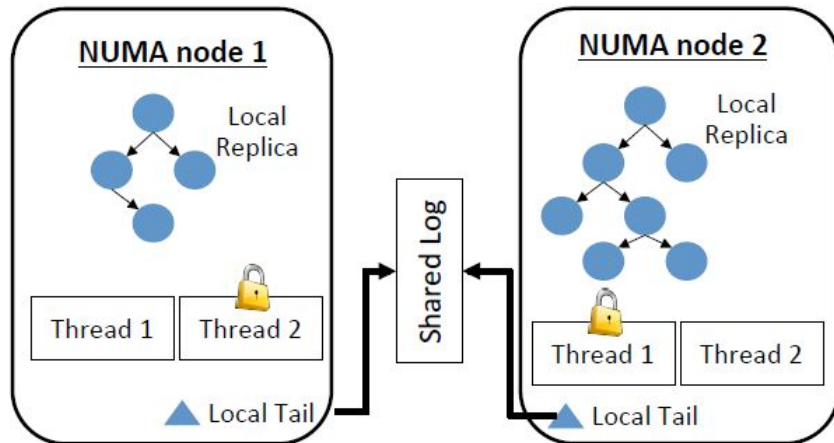 NUMA node 1
Local
Replica
Thread 1
Thread 2
Local Tail
Shared Log
NUMA node 2
Local
Replica
Thread 1
Thread 2
Local Tail